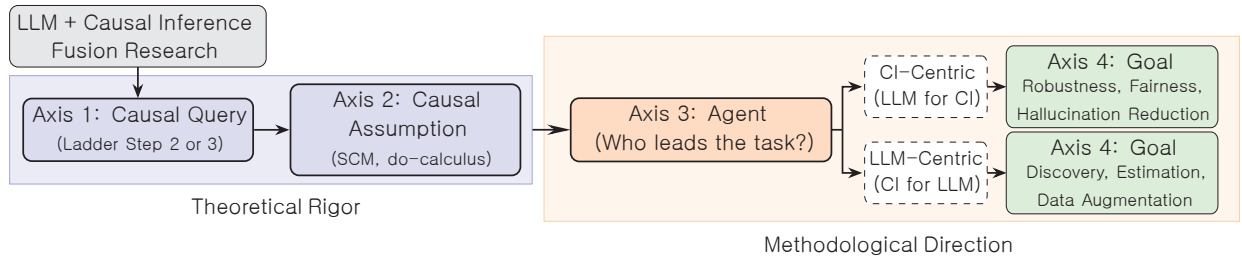 LLM + Causal Inference
Fusion Research
Axis 1: Causal Query
(Ladder Step 2 or 3)
Axis 2: Causal
Assumption
(SCM, do-calculus)
Theoretical Rigor
Axis 3: Agent
(Who leads the task?)
CI-Centric
(LLM for CI)
Axis 4: Goal
Robustness, Fairness,
Hallucination Reduction
LLM-Centric
(CI for LLM)
Axis 4: Goal
Discovery, Estimation,
Data Augmentation
Methodological Direction